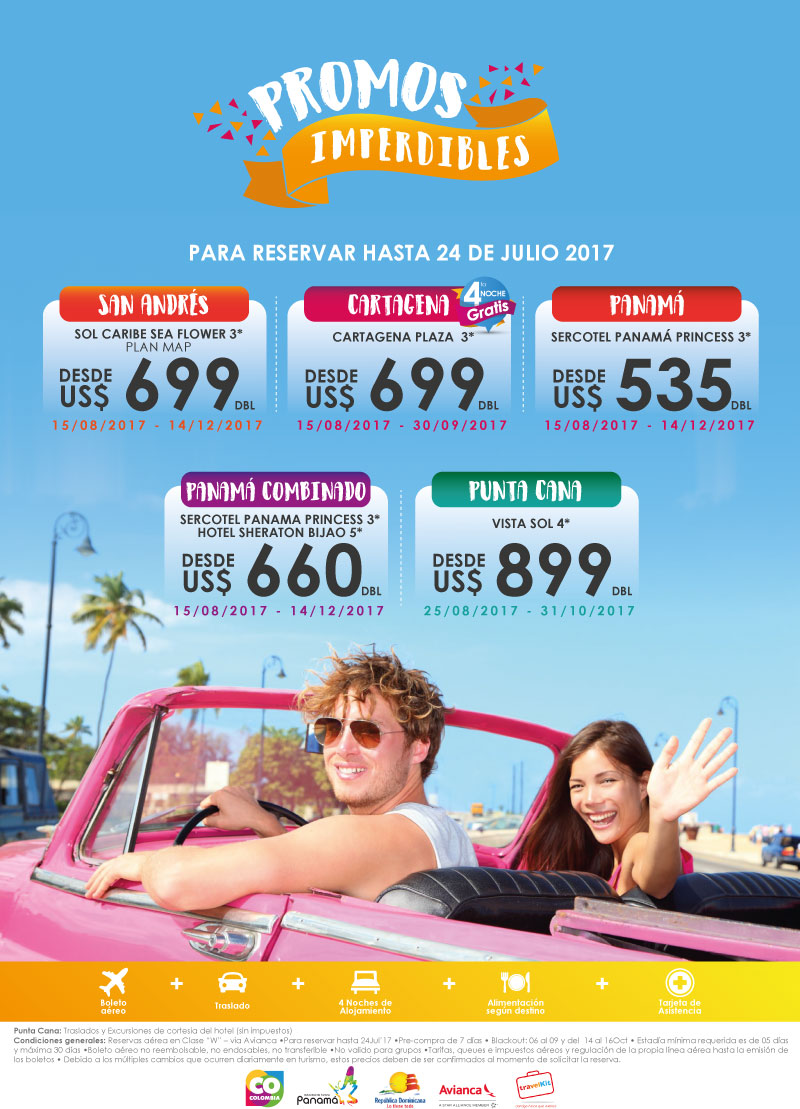 PROMOS
IMPERDIBLES
PARA RESERVAR HASTA 24 DE JULIO 2017
SAN ANDRÉS
SOL CARIBE SEA FLOWER 3*
PLAN MAP
DESDE
US$ 699 DBL
15/08/2017 - 14/12/2017
CARTAGENA
4ta NOCHE
Gratis
CARTAGENA PLAZA 3*
DESDE
US$ 699 DBL
15/08/2017 - 30/09/2017
PANAMÁ
SERCOTEL PANAMÁ PRINCESS 3*
DESDE
US$ 535 DBL
15/08/2017 - 14/12/2017
PANAMÁ COMBINADO
SERCOTEL PANAMA PRINCESS 3*
HOTEL SHERATON BIJAO 5*
DESDE
US$ 660 DBL
15/08/2017 - 14/12/2017
PUNTA CANA
VISTA SOL 4*
DESDE
US$ 899 DBL
25/08/2017 - 31/10/2017
Boleto
aéreo
+
Traslado
+
4 Noches de
Alojamiento
+
Alimentación
según destino
+
Tarjeta de
Asistencia
Punta Cana: Traslados y Excursiones de cortesia del hotel (sin impuestos)
Condiciones generales: Reservas aérea en Clase "W" – via Avianca •Para reservar hasta 24Jul'17 •Pre-compra de 7 días • Blackout: 06 al 09 y del 14 al 16Oct • Estadía mínima requerida es de 05 días
y máxima 30 días •Boleto aéreo no reembolsable, no endosables, no transferible •No valido para grupos •Tarifas, queues e impuestos aéreos y regulación de la propia línea aérea hasta la emisión de
los boletos • Debido a los múltiples cambios que ocurren diariamente en turismo, estos precios deben de ser confirmados al momento de solicitar la reserva.
CO
COLOMBIA
Panamá
República Dominicana
Lo tiene todo
Avianca
A STAR ALLIANCE MEMBER
travelKit